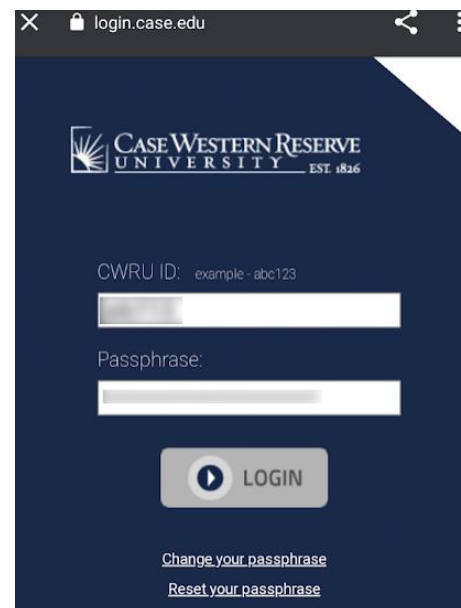 login.case.edu
CASE WESTERN RESERVE
UNIVERSITY EST. 1826
CWRU ID: example - abc123
Passphrase:
LOGIN
Change your passphrase
Reset your passphrase